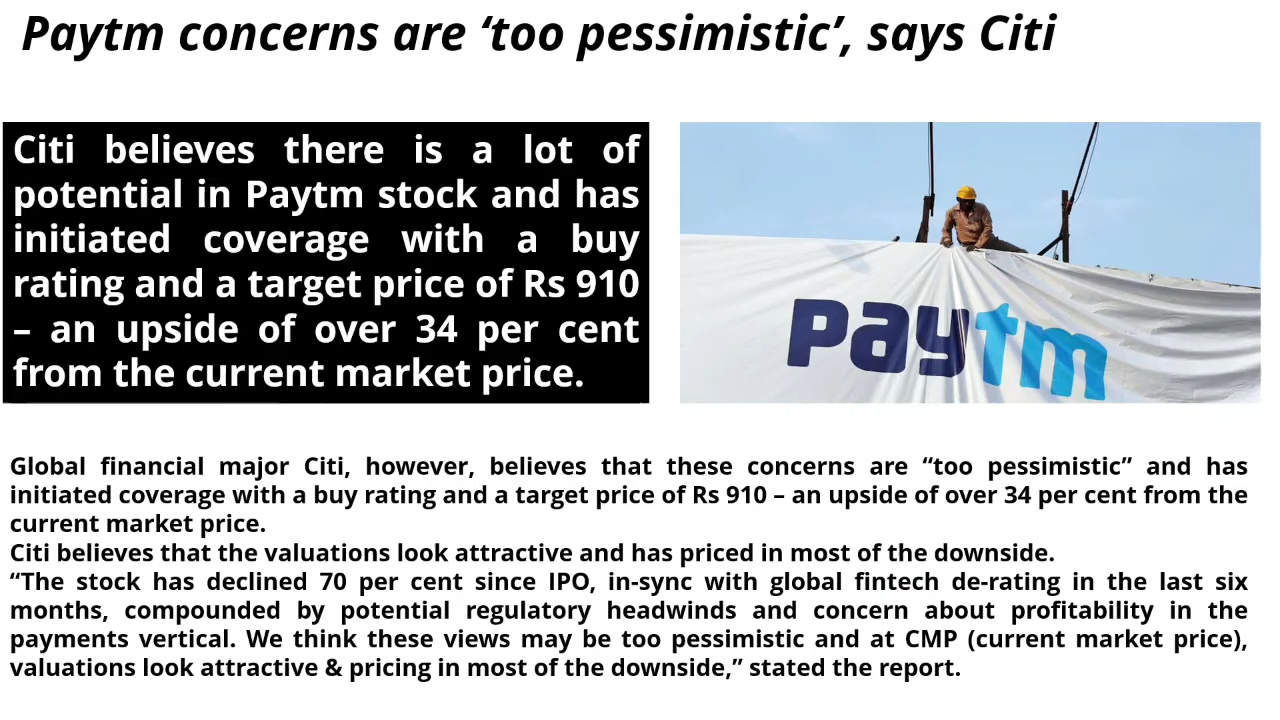 Paytm concerns are ‘too pessimistic’, says Citi
Citi believes there is a lot of
potential in Paytm stock and has
initiated coverage with a buy
rating and a target price of Rs 910
– an upside of over 34 per cent
from the current market price.
paytm
Global financial major Citi, however, believes that these concerns are “too pessimistic” and has
initiated coverage with a buy rating and a target price of Rs 910 – an upside of over 34 per cent from the
current market price.
Citi believes that the valuations look attractive and has priced in most of the downside.
“The stock has declined 70 per cent since IPO, in-sync with global fintech de-rating in the last six
months, compounded by potential regulatory headwinds and concern about profitability in the
payments vertical. We think these views may be too pessimistic and at CMP (current market price),
valuations look attractive & pricing in most of the downside,” stated the report.